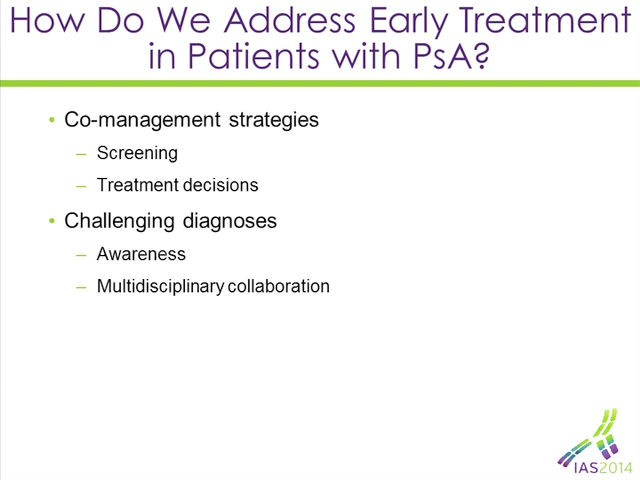 How Do We Address Early Treatment
in Patients with PsA?
• Co-management strategies
– Screening
– Treatment decisions
• Challenging diagnoses
– Awareness
– Multidisciplinary collaboration
IAS2014